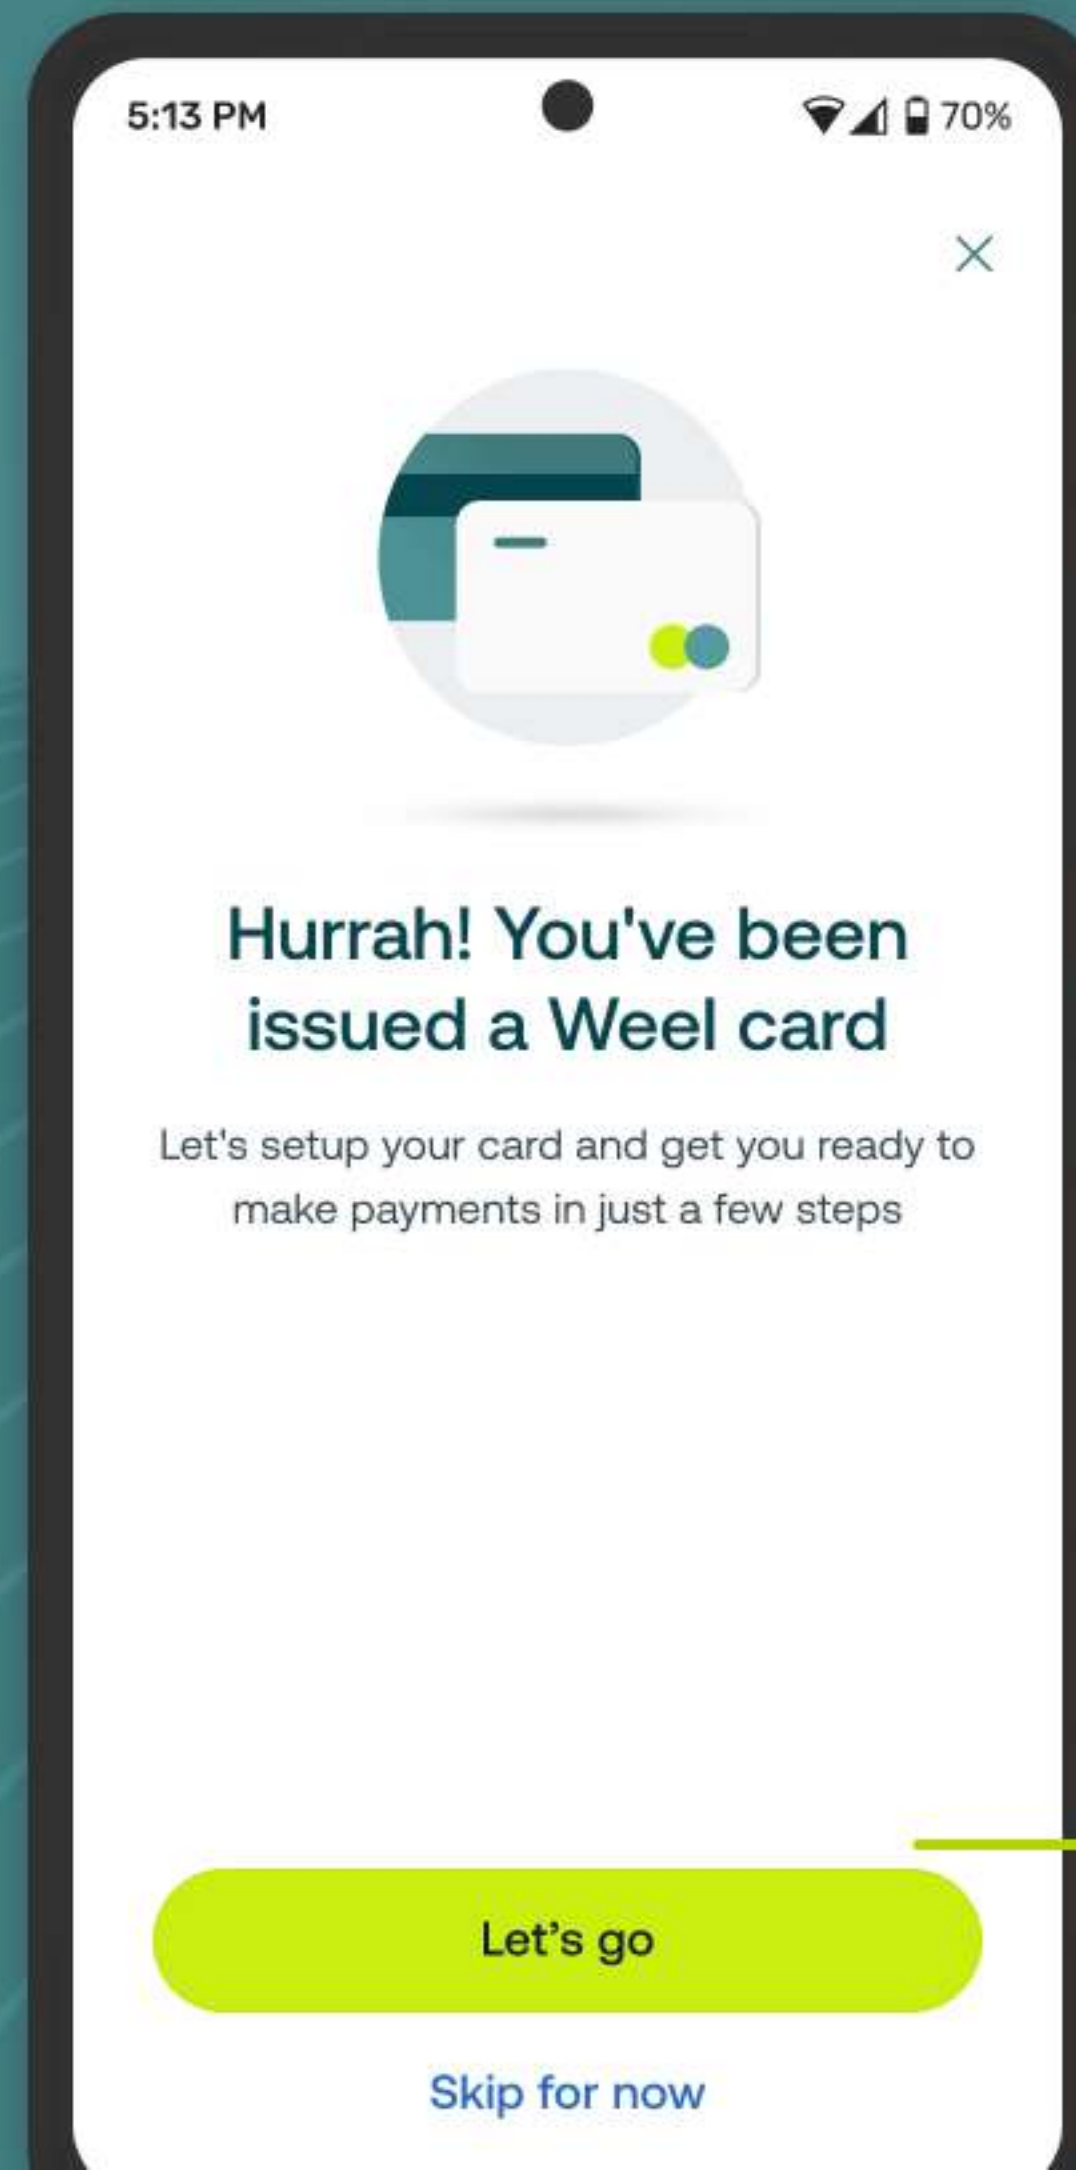 5:13 PM
70%
Hurrah! You've been
issued a Weel card
Let's setup your card and get you ready to
make payments in just a few steps
Let’s go
Skip for now